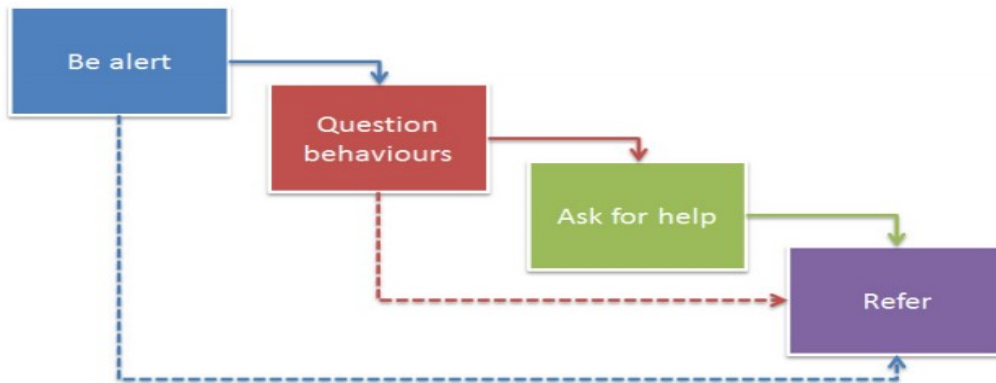 Be alert
Question
behaviours
Ask for help
Refer